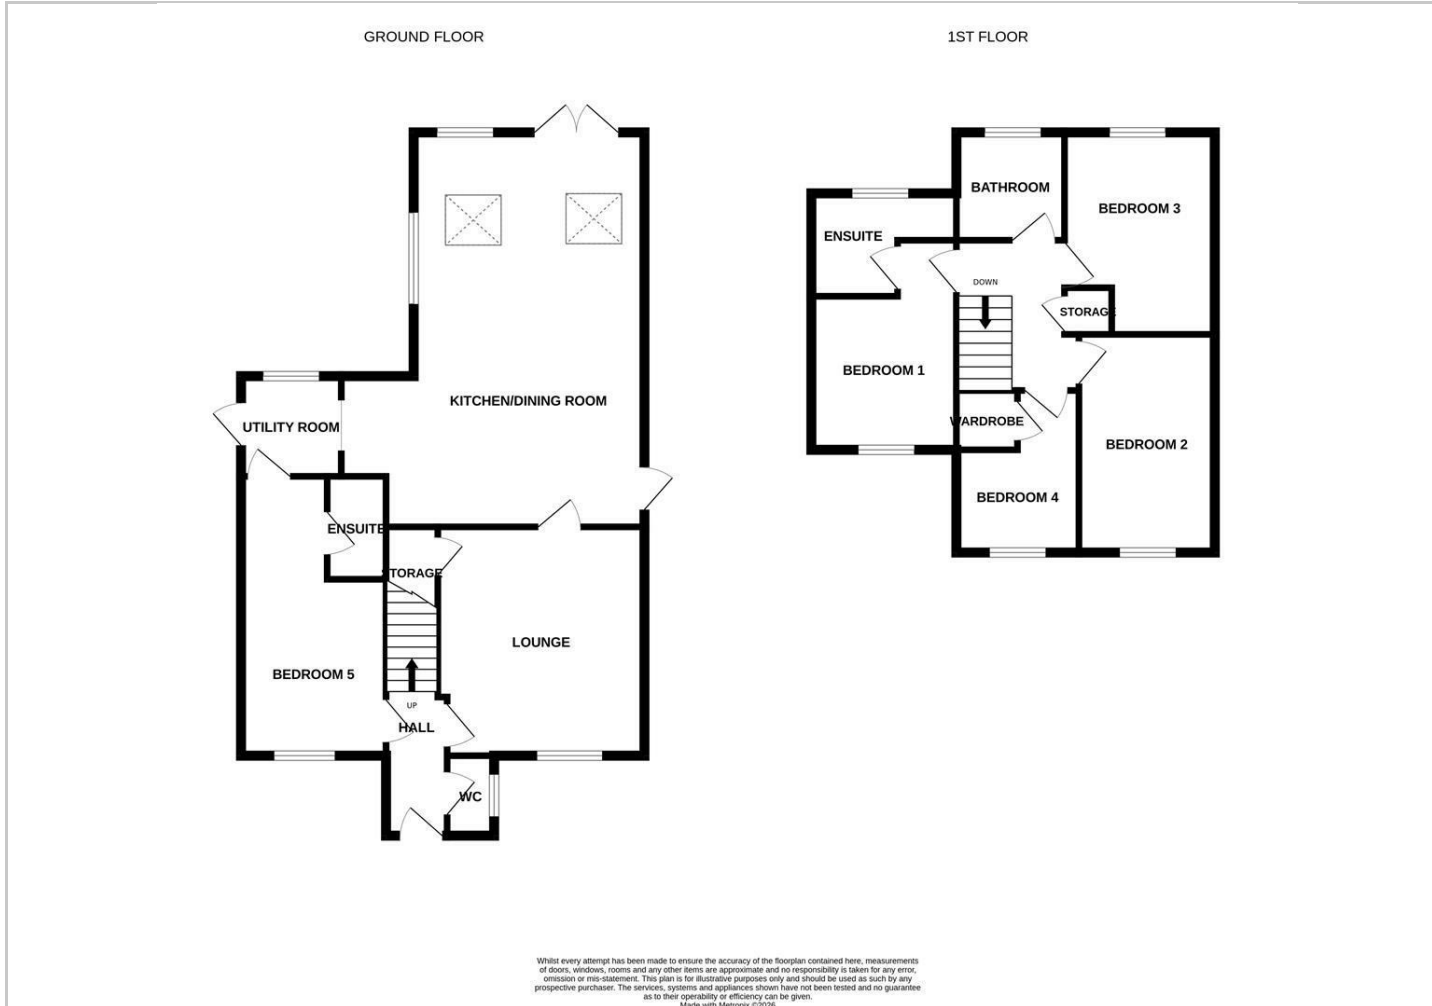 GROUND FLOOR
1ST FLOOR
BATHROOM
BEDROOM 3
ENSUITE
DOWN
STORAGE
BEDROOM 1
KITCHEN/DINING ROOM
WARDROBE
UTILITY ROOM
BEDROOM 2
BEDROOM 4
ENSUITE
STORAGE
LOUNGE
BEDROOM 5
UP
HALL
WC
Whilst every attempt has been made to ensure the accuracy of the floorplan contained here, measurements
of doors, windows, rooms and any other items are approximate and no responsibility is taken for any error,
omission or mis-statement. This plan is for illustrative purposes only and should be used as such by any
prospective purchaser. The services, systems and appliances shown have not been tested and no guarantee
as to their operability or efficiency can be given.
Made with Metropix ©2026